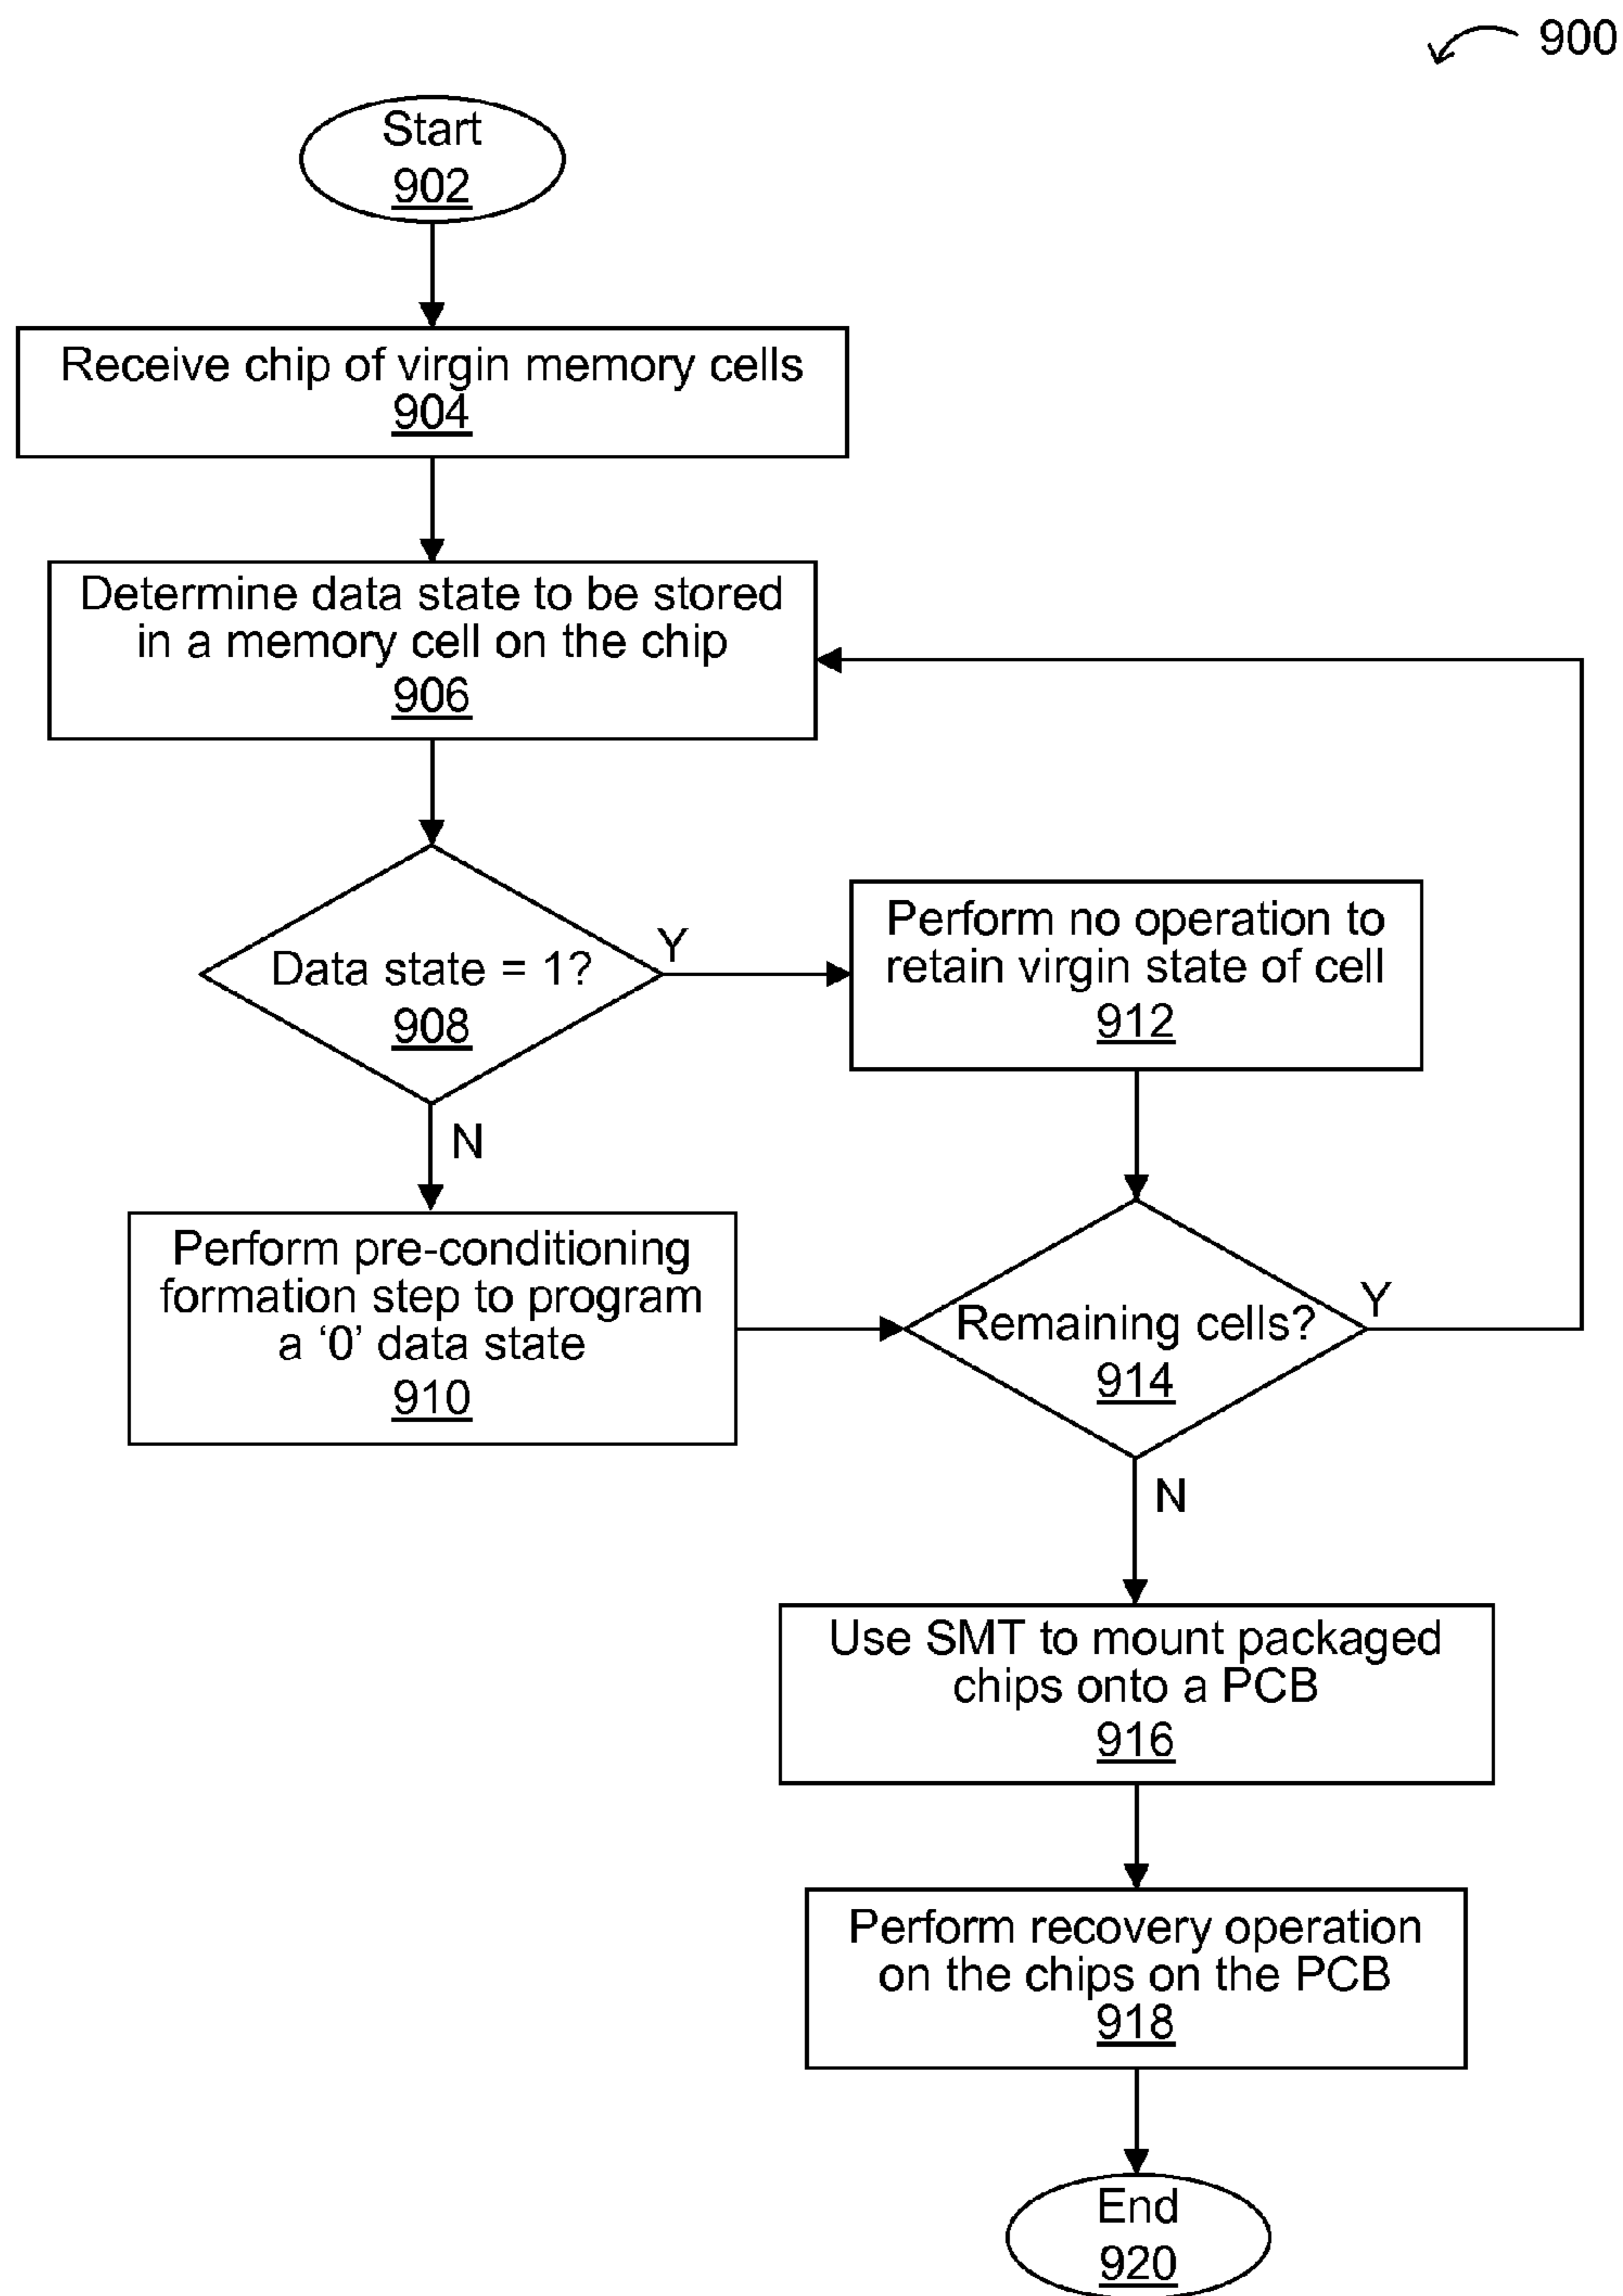 900
Start
902
Receive chip of virgin memory cells
904
Determine data state to be stored
in a memory cell on the chip
906
Data state = 1?
908
Y
N
Perform no operation to
retain virgin state of cell
912
Perform pre-conditioning
formation step to program
a ‘0’ data state
910
Remaining cells?
914
Y
N
Use SMT to mount packaged
chips onto a PCB
916
Perform recovery operation
on the chips on the PCB
918
End
920